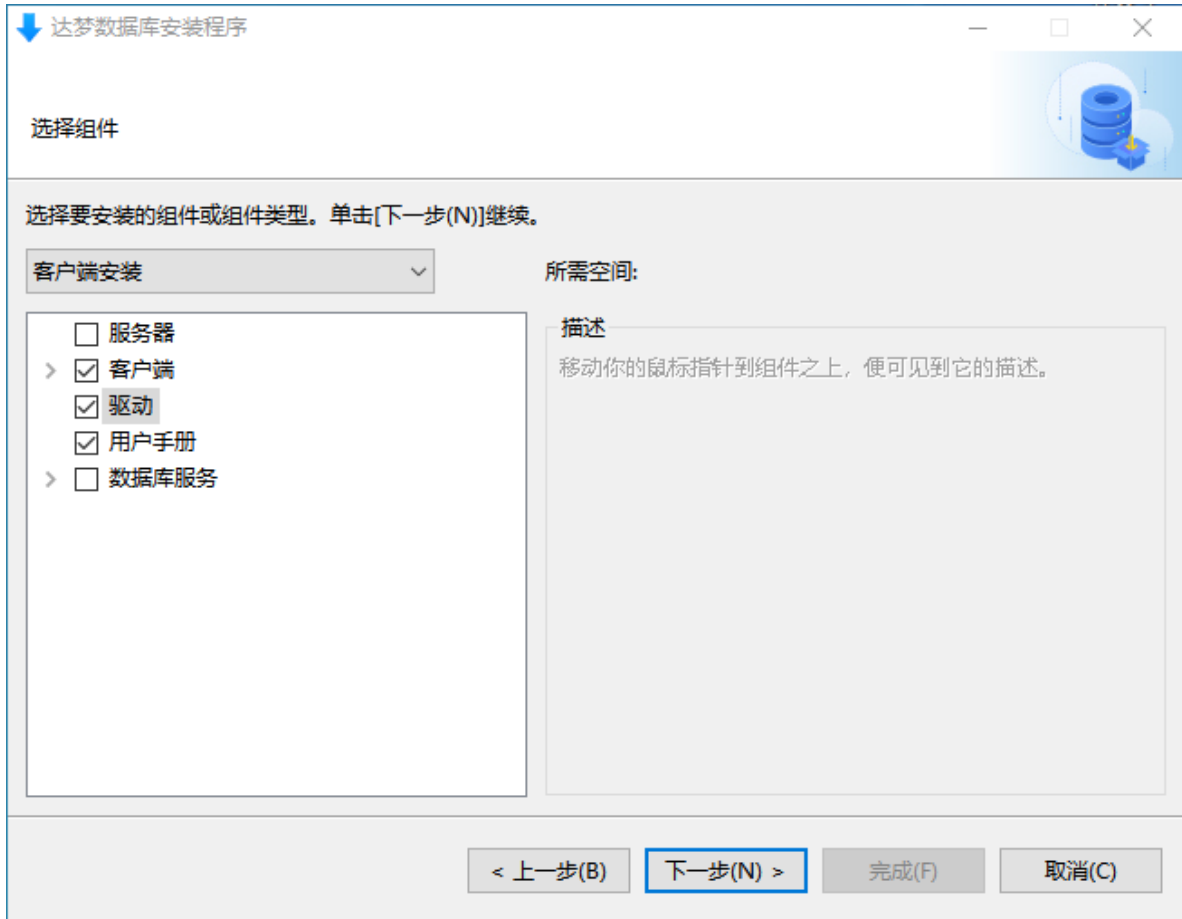 达梦数据库安装程序
选择组件
选择要安装的组件或组件类型。单击[下一步(N)]继续。
客户端安装
所需空间:
服务器
客户端
驱动
用户手册
数据库服务
描述
移动你的鼠标指针到组件之上，便可见到它的描述。
< 上一步(B) 下一步(N) > 完成(F) 取消(C)